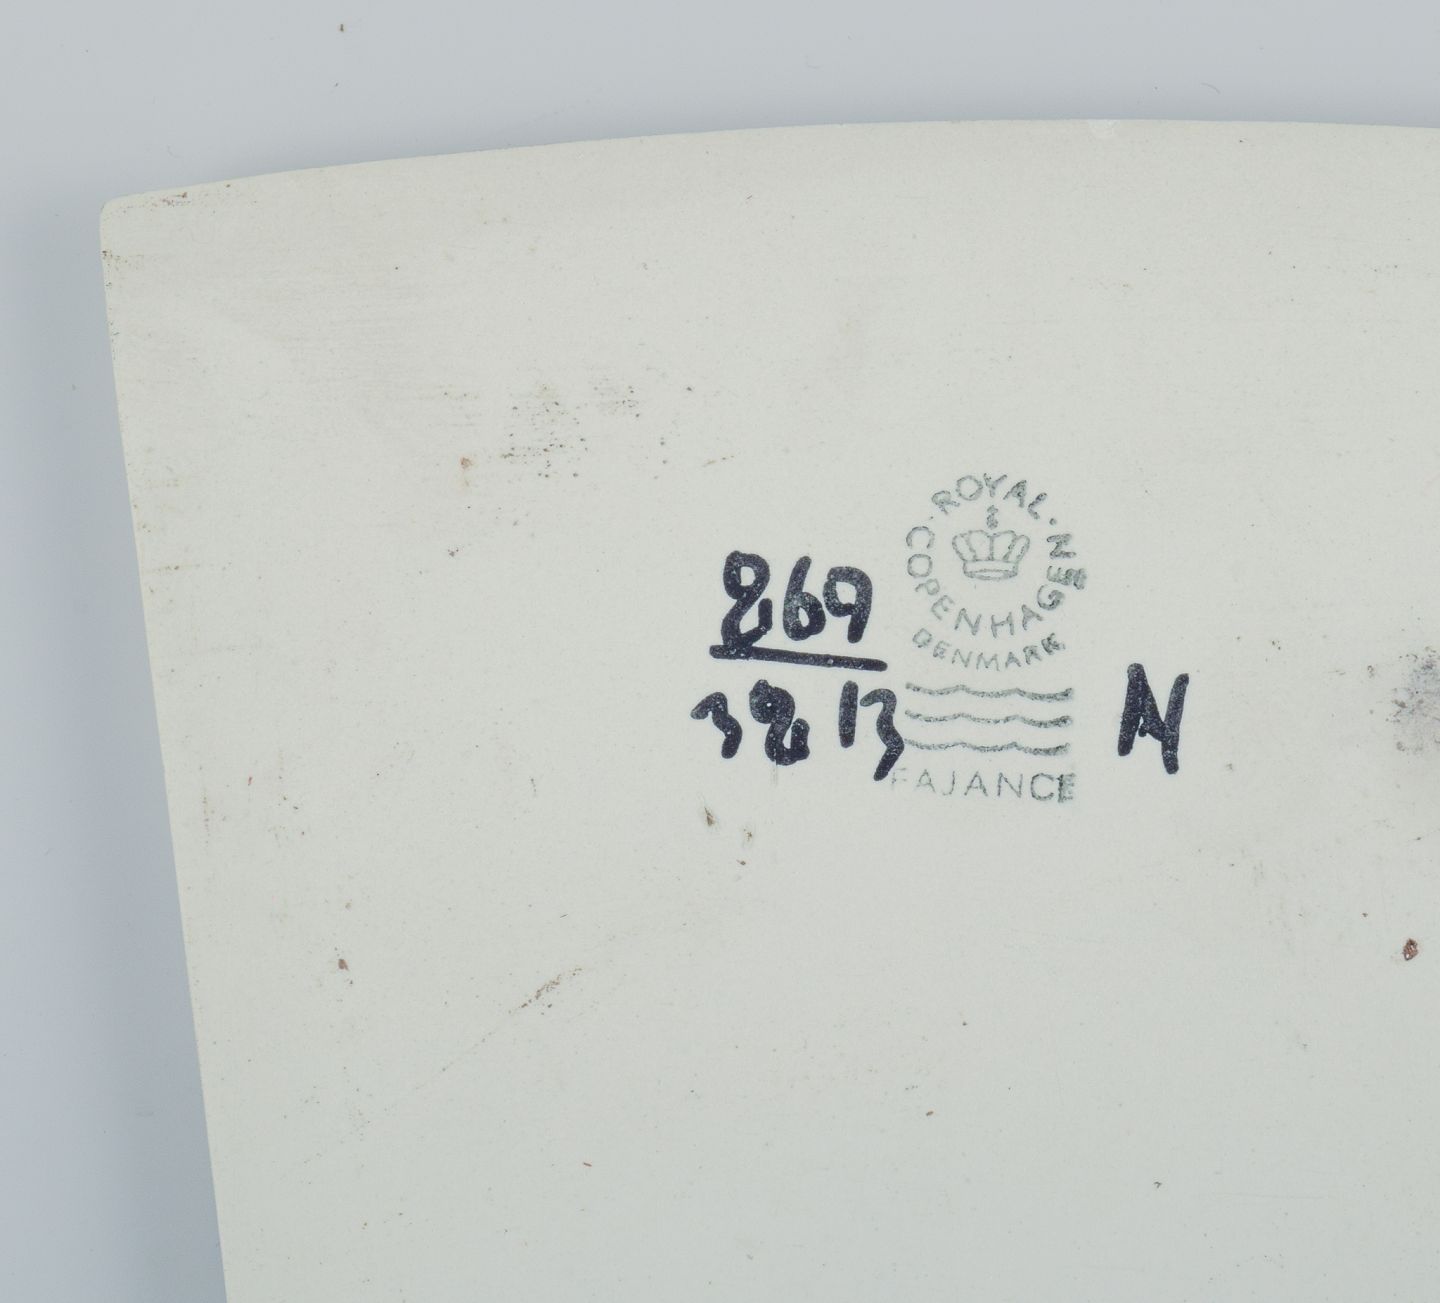 ROYAL
COPENHAGEN
DENMARK
FAJANCE
269
3213
N